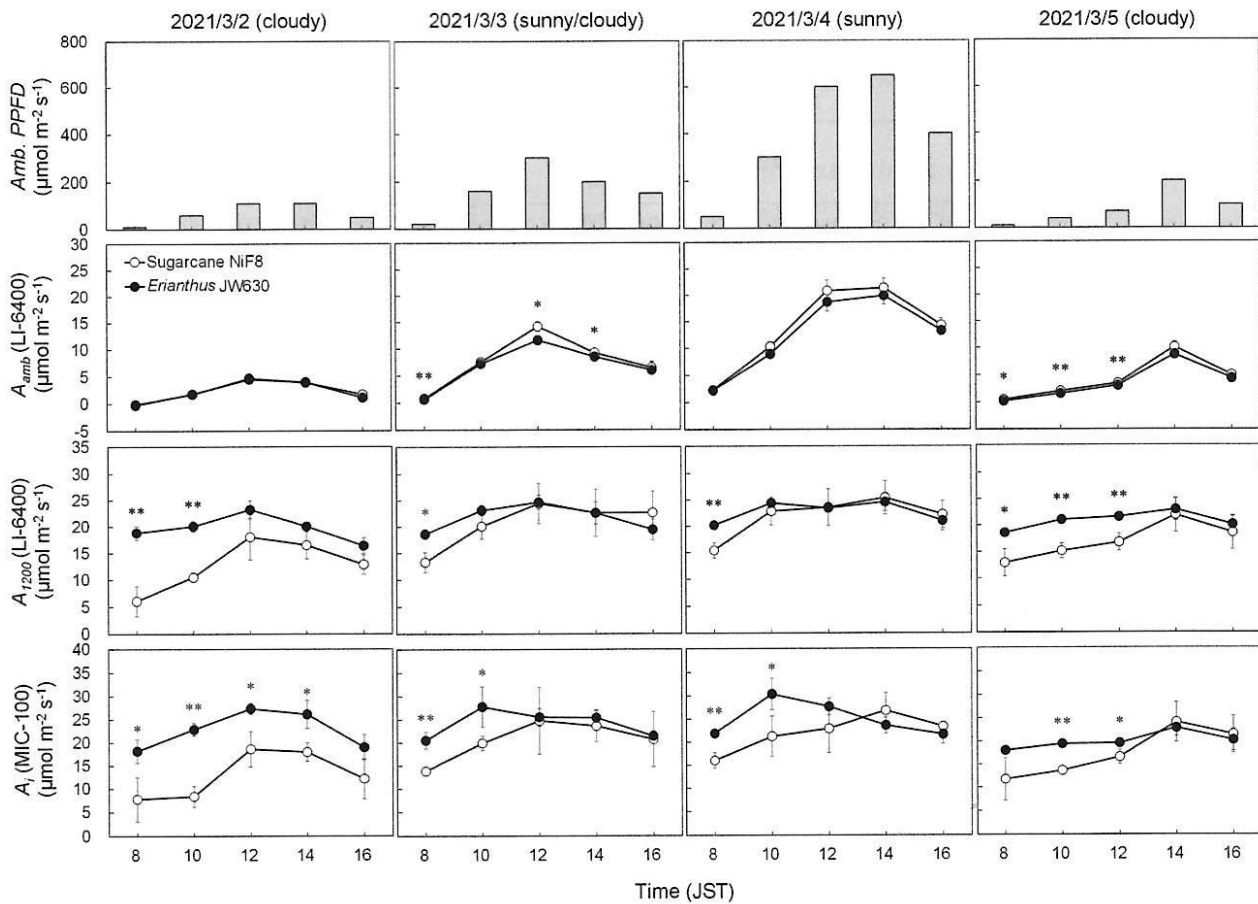 2021/3/2 (cloudy) 2021/3/3 (sunny/cloudy) 2021/3/4 (sunny) 2021/3/5 (cloudy)
Amb. PPFD
(µmol m⁻² s⁻¹)
800
600
400
200
0
A_amb (LI-6400)
(µmol m⁻² s⁻¹)
30
25
20
15
10
5
0
-5
Sugarcane NiF8
Erianthus JW630
** * *
* ** **
A_1200 (LI-6400)
(µmol m⁻² s⁻¹)
35
30
25
20
15
10
5
0
** **
*
**
* ** **
A_i (MIC-100)
(µmol m⁻² s⁻¹)
40
35
30
25
20
15
10
5
0
* ** * *
** *
** *
** *
8 10 12 14 16 8 10 12 14 16 8 10 12 14 16 8 10 12 14 16
Time (JST)